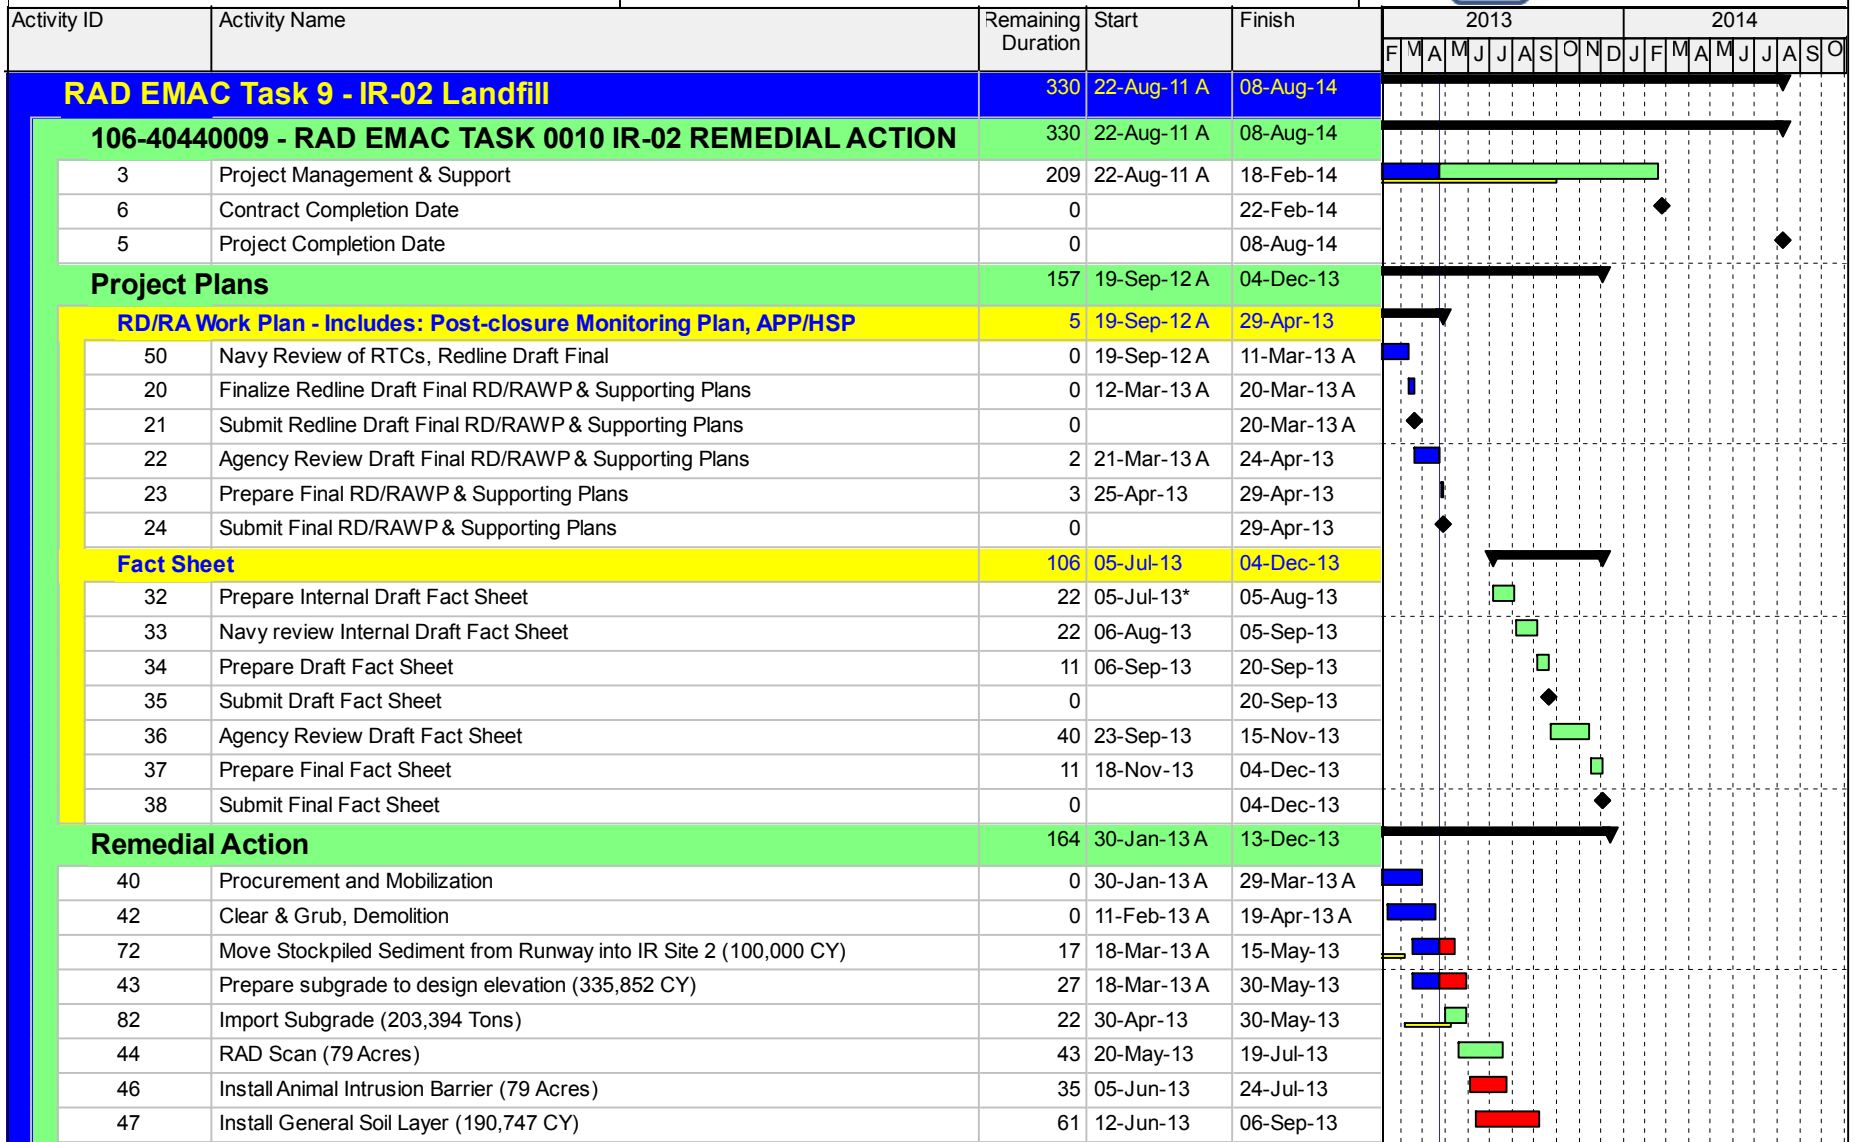 Activity ID Activity Name Remaining Duration Start Finish 2013 2014
F M A M J J A S O N D J F M A M J J A S O
RAD EMAC Task 9 - IR-02 Landfill 330 22-Aug-11 A 08-Aug-14
106-40440009 - RAD EMAC TASK 0010 IR-02 REMEDIAL ACTION 330 22-Aug-11 A 08-Aug-14
3 Project Management & Support 209 22-Aug-11 A 18-Feb-14
6 Contract Completion Date 0 22-Feb-14
5 Project Completion Date 0 08-Aug-14
Project Plans 157 19-Sep-12 A 04-Dec-13
RD/RA Work Plan - Includes: Post-closure Monitoring Plan, APP/HSP 5 19-Sep-12 A 29-Apr-13
50 Navy Review of RTCs, Redline Draft Final 0 19-Sep-12 A 11-Mar-13 A
20 Finalize Redline Draft Final RD/RAWP & Supporting Plans 0 12-Mar-13 A 20-Mar-13 A
21 Submit Redline Draft Final RD/RAWP & Supporting Plans 0 20-Mar-13 A
22 Agency Review Draft Final RD/RAWP & Supporting Plans 2 21-Mar-13 A 24-Apr-13
23 Prepare Final RD/RAWP & Supporting Plans 3 25-Apr-13 29-Apr-13
24 Submit Final RD/RAWP & Supporting Plans 0 29-Apr-13
Fact Sheet 106 05-Jul-13 04-Dec-13
32 Prepare Internal Draft Fact Sheet 22 05-Jul-13* 05-Aug-13
33 Navy review Internal Draft Fact Sheet 22 06-Aug-13 05-Sep-13
34 Prepare Draft Fact Sheet 11 06-Sep-13 20-Sep-13
35 Submit Draft Fact Sheet 0 20-Sep-13
36 Agency Review Draft Fact Sheet 40 23-Sep-13 15-Nov-13
37 Prepare Final Fact Sheet 11 18-Nov-13 04-Dec-13
38 Submit Final Fact Sheet 0 04-Dec-13
Remedial Action 164 30-Jan-13 A 13-Dec-13
40 Procurement and Mobilization 0 30-Jan-13 A 29-Mar-13 A
42 Clear & Grub, Demolition 0 11-Feb-13 A 19-Apr-13 A
72 Move Stockpiled Sediment from Runway into IR Site 2 (100,000 CY) 17 18-Mar-13 A 15-May-13
43 Prepare subgrade to design elevation (335,852 CY) 27 18-Mar-13 A 30-May-13
82 Import Subgrade (203,394 Tons) 22 30-Apr-13 30-May-13
44 RAD Scan (79 Acres) 43 20-May-13 19-Jul-13
46 Install Animal Intrusion Barrier (79 Acres) 35 05-Jun-13 24-Jul-13
47 Install General Soil Layer (190,747 CY) 61 12-Jun-13 06-Sep-13